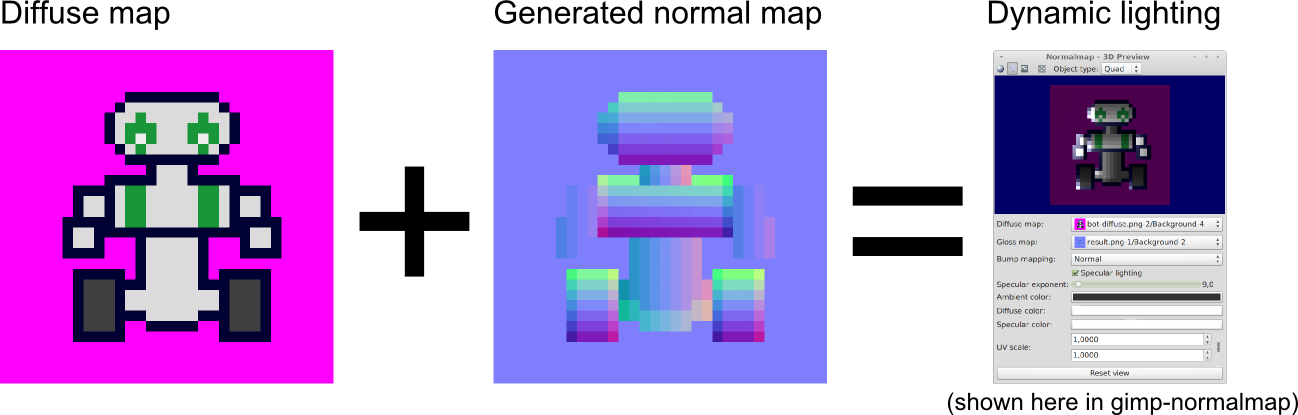 Diffuse map
Generated normal map
Dynamic lighting
Normalmap - 3D Preview
Object type: Quad
Diffuse map: bot-diffuse.png 2/Background 4
Gloss map: result.png 1/Background-2
Bump mapping: Normal
Specular lighting
Specular exponent: 9,0
Ambient color:
Diffuse color:
Specular color:
UV scale: 1,0000
1,0000
Reset view
(shown here in gimp-normalmap)